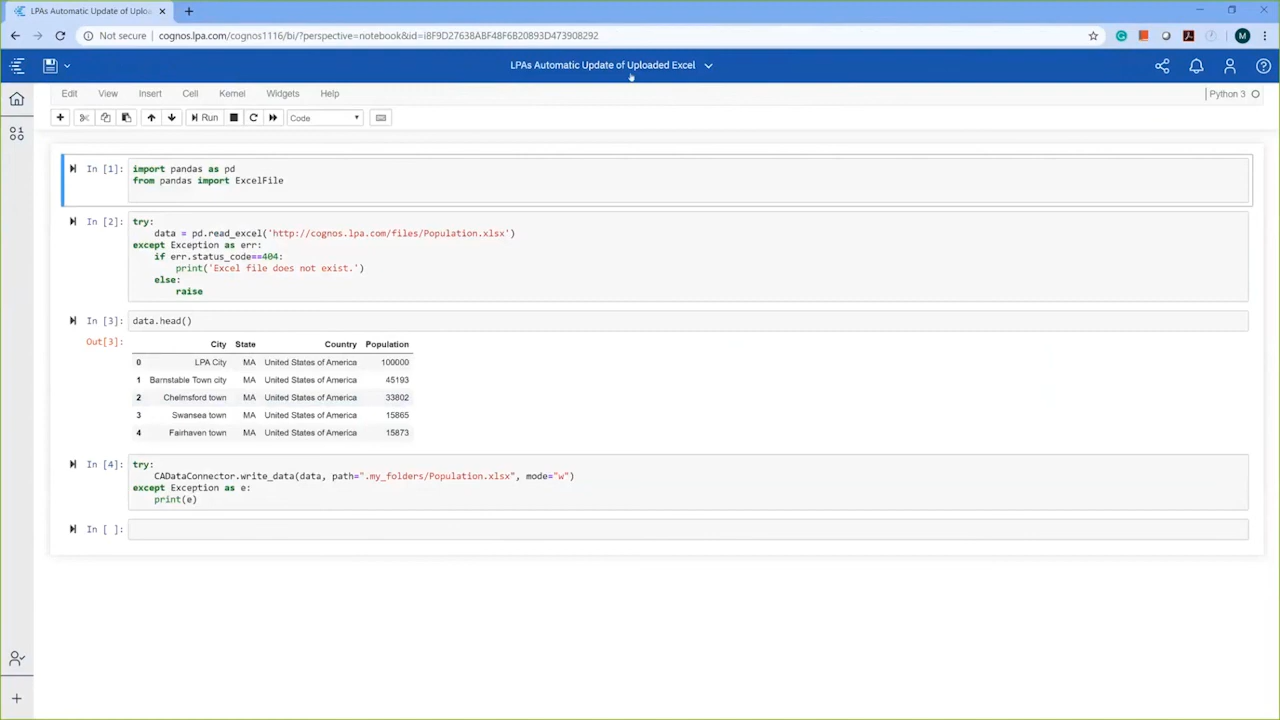 LPAs Automatic Update of Uploa
Not secure | cognos.lpa.com/cognos1116/bi/?perspective=notebook&id=i8F9D27638ABF48F6B20893D473908292
M
LPAs Automatic Update of Uploaded Excel
Edit View Insert Cell Kernel Widgets Help
Python 3
Run
Code
In [1]: import pandas as pd
from pandas import ExcelFile
In [2]: try:
data = pd.read_excel('http://cognos.lpa.com/files/Population.xlsx')
except Exception as err:
if err.status_code==404:
print('Excel file does not exist.')
else:
raise
In [3]: data.head()
Out[3]:
City State Country Population
0 LPA City MA United States of America 100000
1 Barnstable Town city MA United States of America 45193
2 Chelmsford town MA United States of America 33802
3 Swansea town MA United States of America 15865
4 Fairhaven town MA United States of America 15873
In [4]: try:
CADataConnector.write_data(data, path=".my_folders/Population.xlsx", mode="w")
except Exception as e:
print(e)
In [ ]: